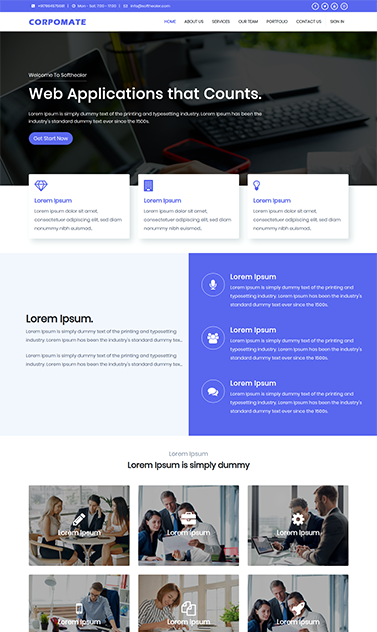 Mon - Sat: 7:00 - 17:00
info@softhealer.com
CORPOMATE
HOME ABOUT US SERVICES OUR TEAM PORTFOLIO CONTACT US SIGN IN
Welcome To Softhealer
Web Applications that Counts.
Lorem Ipsum is simply dummy text of the printing and typesetting industry. Lorem Ipsum has been the
industry's standard dummy text ever since the 1500s.
Get Start Now
Lorem Ipsum
Lorem ipsum dolor sit amet,
consectetuer adipiscing elit, sed diam
nonummy nibh euismod,
Lorem Ipsum
Lorem ipsum dolor sit amet,
consectetuer adipiscing elit, sed diam
nonummy nibh euismod,
Lorem Ipsum
Lorem ipsum dolor sit amet,
consectetuer adipiscing elit, sed diam
nonummy nibh euismod,
Lorem Ipsum.
Lorem Ipsum is simply dummy text of the printing and typesetting
industry. Lorem Ipsum has been the industry's standard dummy tex..
Lorem Ipsum is simply dummy text of the printing and typesetting
industry. Lorem Ipsum has been the industry's standard dummy tex..
Lorem Ipsum
Lorem Ipsum is simply dummy text of the printing and
typesetting industry. Lorem Ipsum has been the industry's
standard dummy text ever since the 1500s.
Lorem Ipsum
Lorem Ipsum is simply dummy text of the printing and
typesetting industry. Lorem Ipsum has been the industry's
standard dummy text ever since the 1500s.
Lorem Ipsum
Lorem Ipsum is simply dummy text of the printing and
typesetting industry. Lorem Ipsum has been the industry's
standard dummy text ever since the 1500s.
Lorem Ipsum
Lorem Ipsum is simply dummy
Lorem Ipsum
Lorem Ipsum
Lorem Ipsum
Lorem Ipsum
Lorem Ipsum
Lorem Ipsum